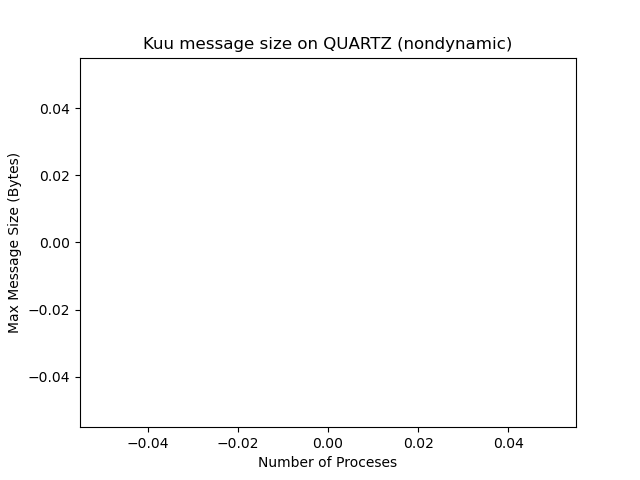 Kuu message size on QUARTZ (nondynamic)
Max Message Size (Bytes)
0.04
0.02
0.00
−0.02
−0.04
−0.04 −0.02 0.00 0.02 0.04
Number of Proceses